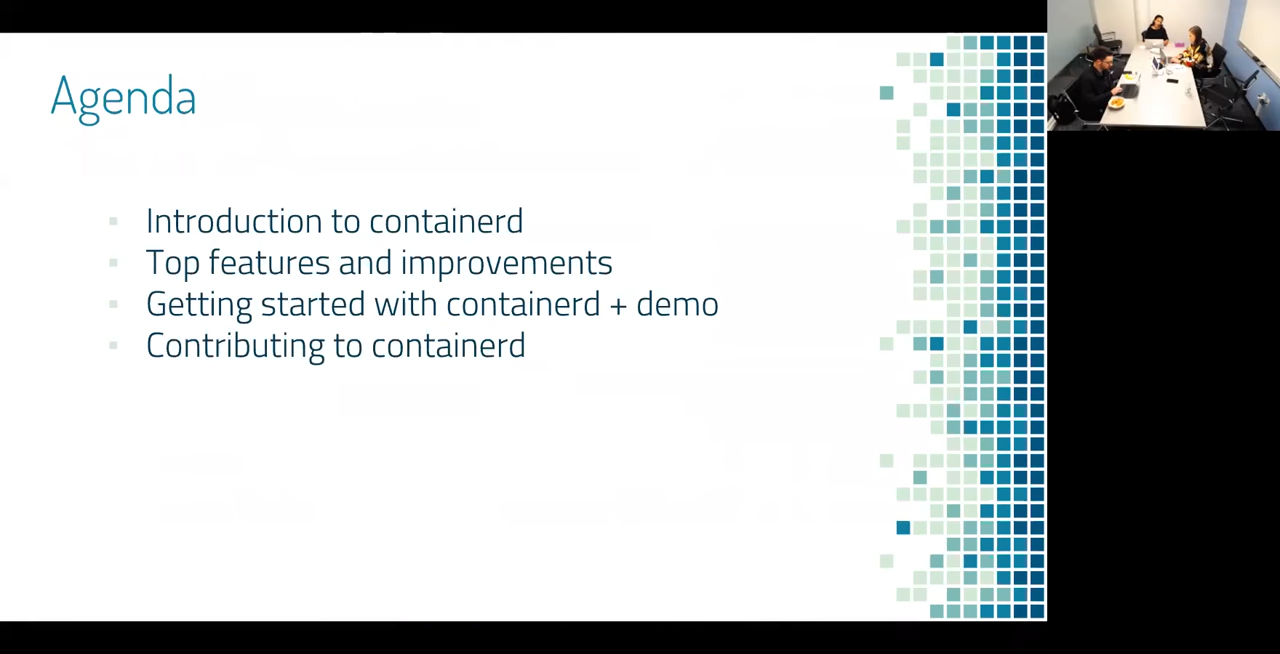 Agenda
Introduction to containerd
Top features and improvements
Getting started with containerd + demo
Contributing to containerd